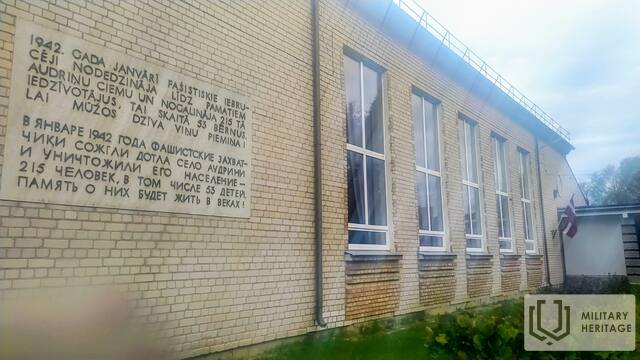 1942. GADA JANVĀRĪ FAŠISTISKIE IEBRU-
CĒJI NODEDZINĀJA LĪDZ PAMATIEM
AUDRIŅU CIEMU UN NOGALINĀJA 215 TĀ
IEDZĪVOTĀJUS, TAI SKAITĀ 53 BĒRNUS.
LAI MŪŽOS DZĪVA VIŅU PIEMIŅA!
В ЯНВАРЕ 1942 ГОДА ФАШИСТСКИЕ ЗАХВАТ-
ЧИКИ СОЖГЛИ ДОТЛА СЕЛО АУДРИНИ
И УНИЧТОЖИЛИ ЕГО НАСЕЛЕНИЕ–
215 ЧЕЛОВЕК, В ТОМ ЧИСЛЕ 53 ДЕТЕЙ.
ПАМЯТЬ О НИХ БУДЕТ ЖИТЬ В ВЕКАХ!
MILITARY
HERITAGE